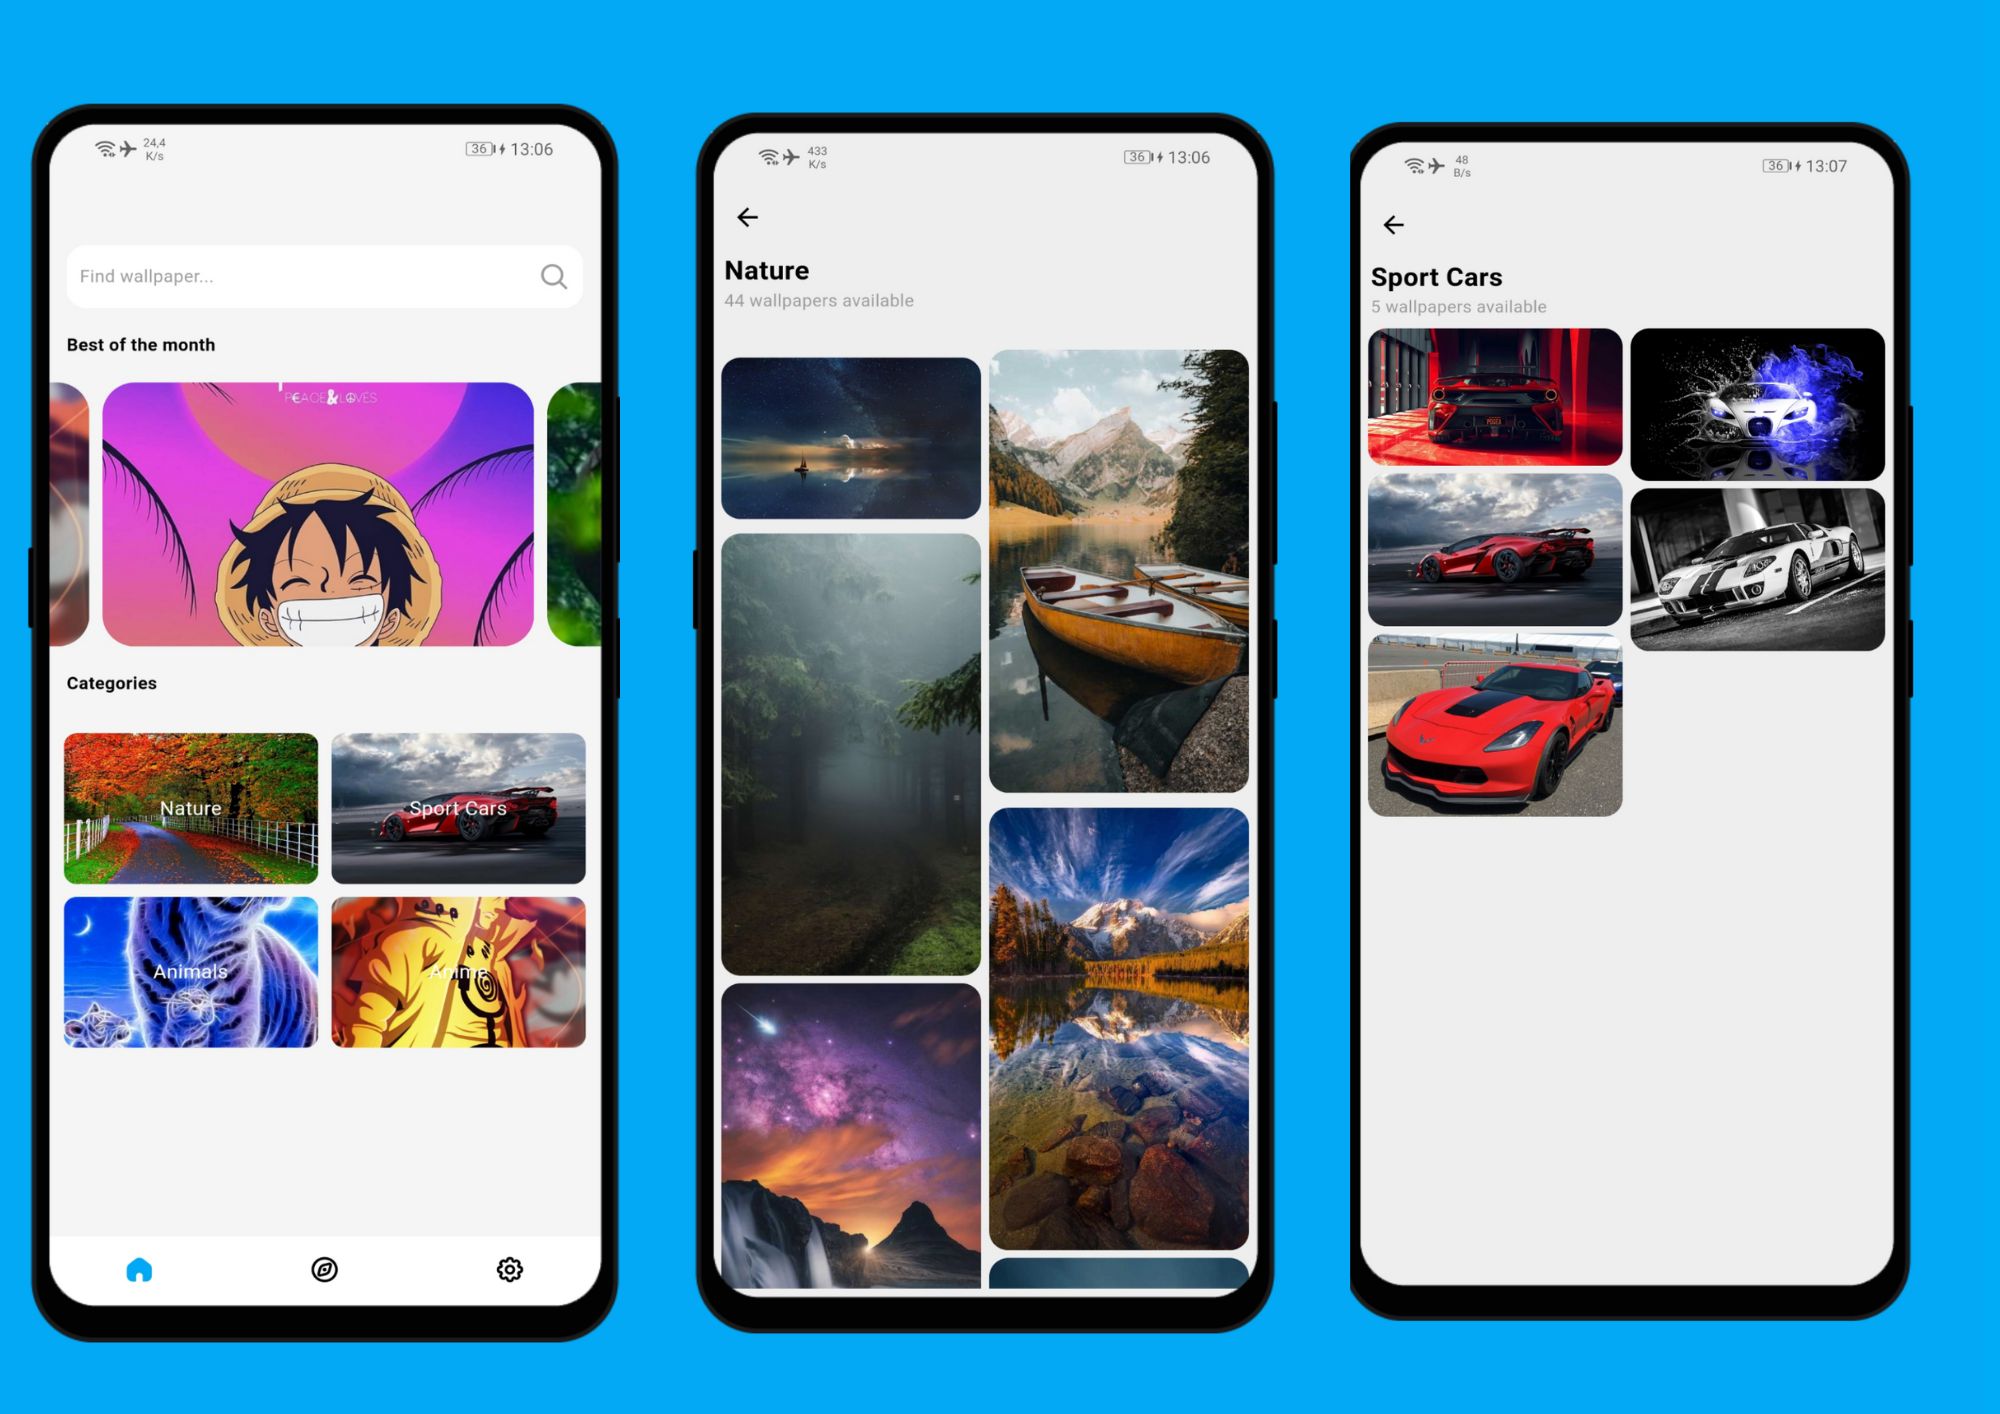 24,4
K/s
36
13:06
Find wallpaper...
Best of the month
PEACE&LOVES
Categories
Nature
Sport Cars
Animals
Anime
433
K/s
36
13:06
Nature
44 wallpapers available
48
B/s
36
13:07
Sport Cars
5 wallpapers available